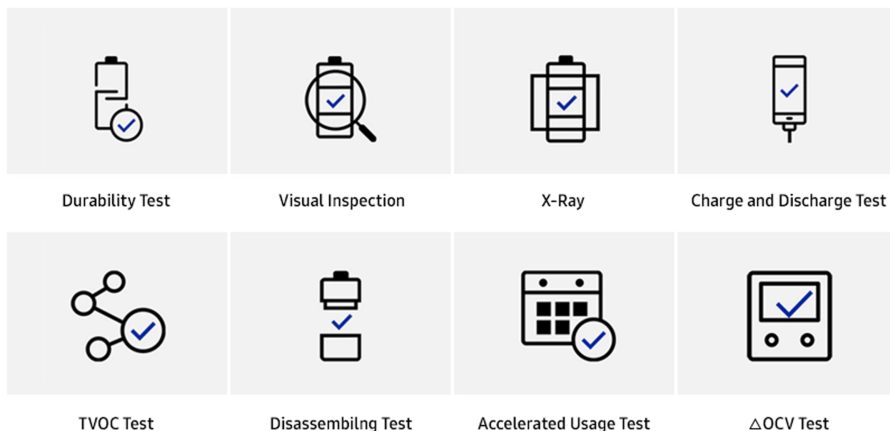 Durability Test
Visual Inspection
X-Ray
Charge and Discharge Test
TVOC Test
Disassembilng Test
Accelerated Usage Test
△OCV Test